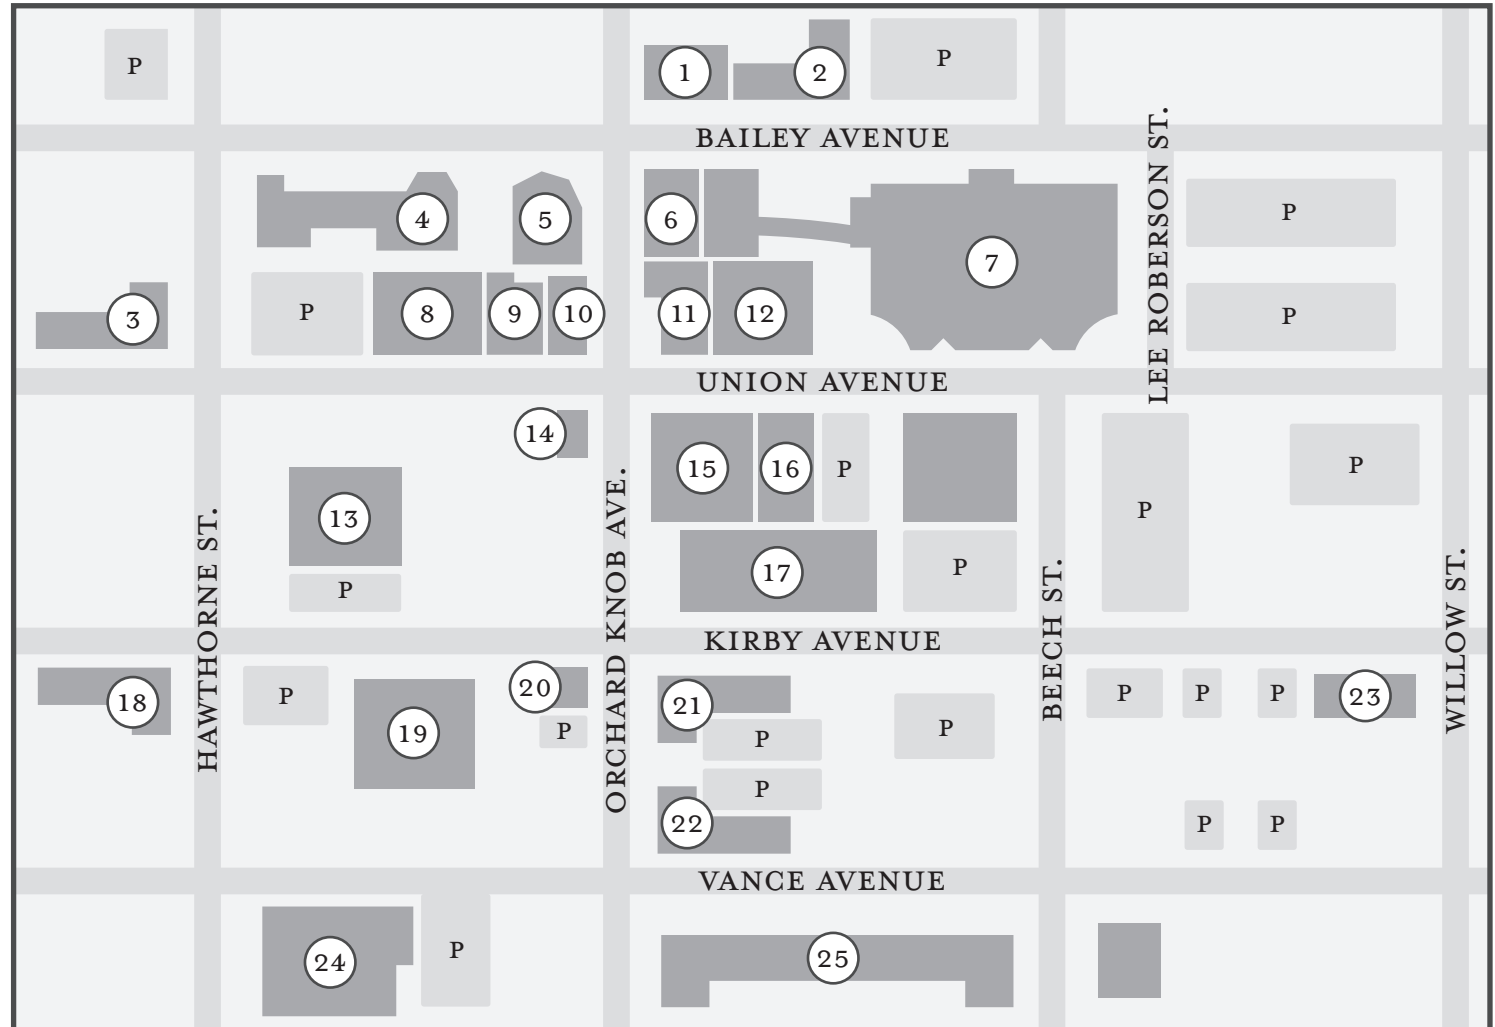 P
1
2
P
BAILEY AVENUE
LEE ROBERSON ST.
4
5
6
7
P
3
P
8
9
10
11
12
P
UNION AVENUE
14
15
16
P
P
13
P
17
P
P
HAWTHORNE ST.
ORCHARD KNOB AVE.
BEECH ST.
WILLOW ST.
KIRBY AVENUE
18
P
19
20
P
21
P
P
22
P
P
P
P
23
P
P
VANCE AVENUE
24
P
25